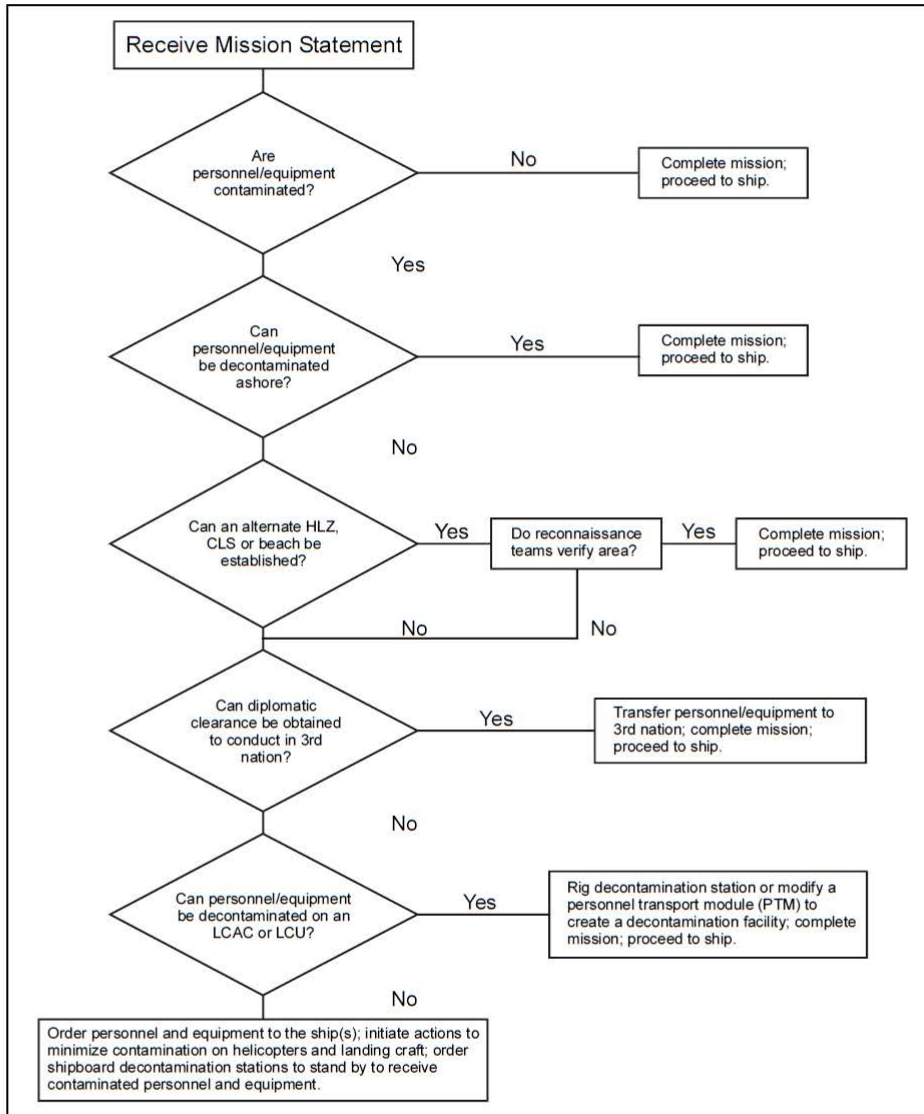 Receive Mission Statement
Are
personnel/equipment
contaminated?
No
Complete mission;
proceed to ship.
Yes
Can
personnel/equipment
be decontaminated
ashore?
Yes
Complete mission;
proceed to ship.
No
Can an alternate HLZ,
CLS or beach be
established?
Yes
Do reconnaissance
teams verify area?
Yes
Complete mission;
proceed to ship.
No
No
Can diplomatic
clearance be obtained
to conduct in 3rd
nation?
Yes
Transfer personnel/equipment to
3rd nation; complete mission;
proceed to ship.
No
Can personnel/equipment
be decontaminated on an
LCAC or LCU?
Yes
Rig decontamination station or modify a
personnel transport module (PTM) to
create a decontamination facility; complete
mission; proceed to ship.
No
Order personnel and equipment to the ship(s); initiate actions to
minimize contamination on helicopters and landing craft; order
shipboard decontamination stations to stand by to receive
contaminated personnel and equipment.